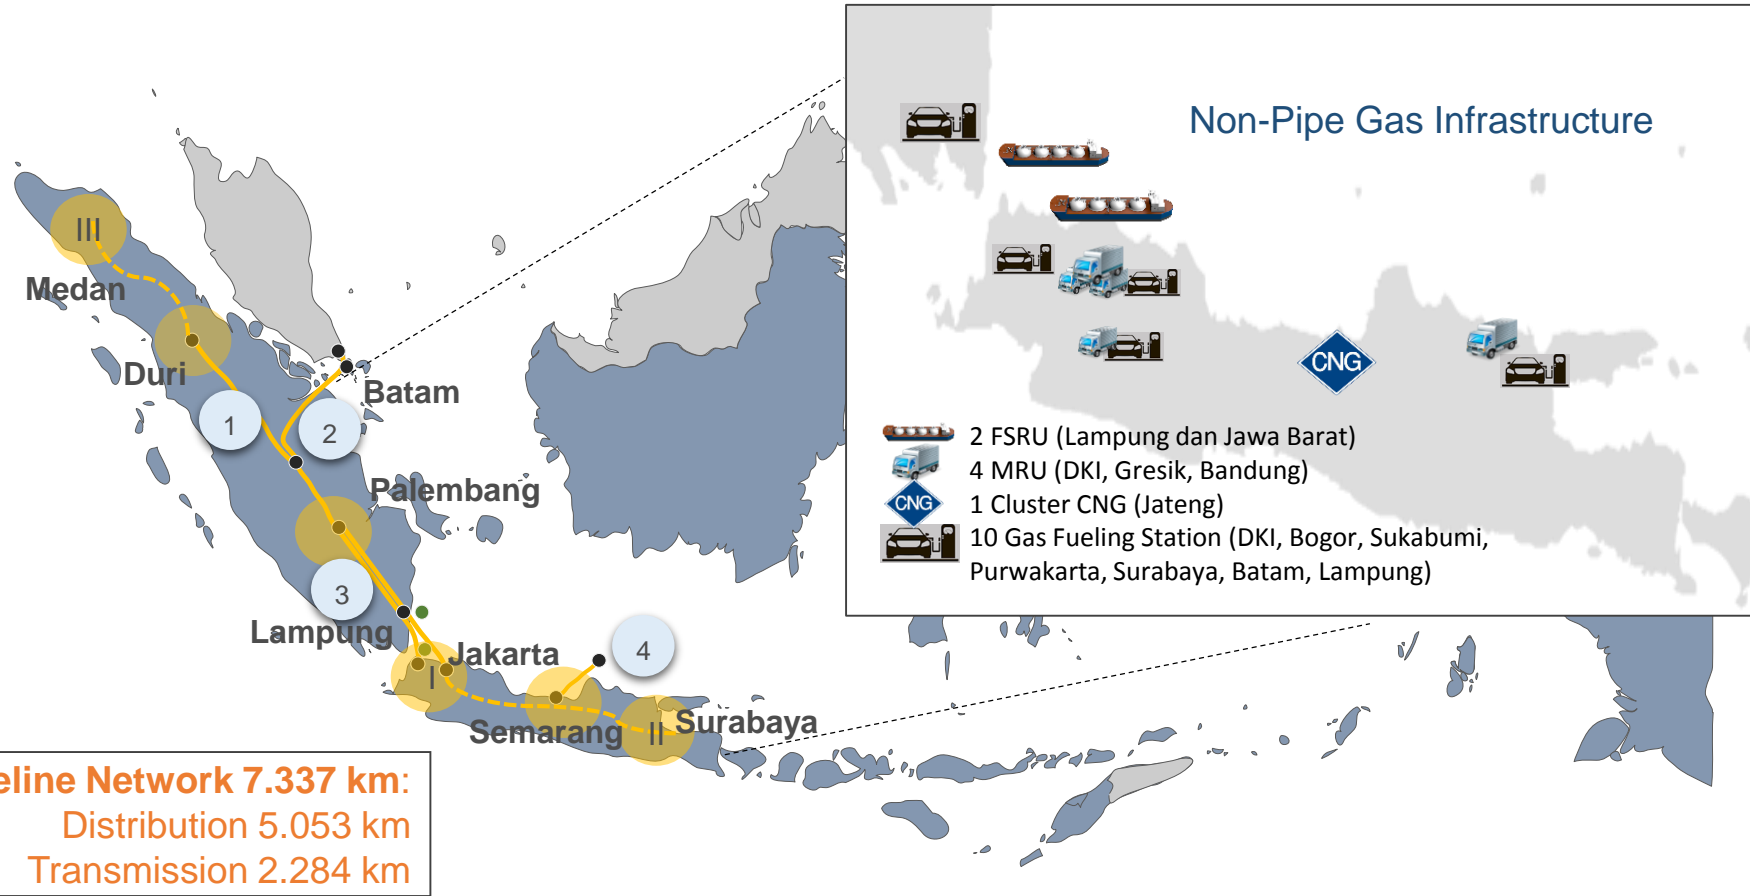 Non-Pipe Gas Infrastructure
III
Medan
Duri
Batam
1
2
Palembang
3
Lampung
Jakarta
I
4
Semarang
II
Surabaya
CNG
2 FSRU (Lampung dan Jawa Barat)
4 MRU (DKI, Gresik, Bandung)
CNG
1 Cluster CNG (Jateng)
10 Gas Fueling Station (DKI, Bogor, Sukabumi,
Purwakarta, Surabaya, Batam, Lampung)
eline Network 7.337 km:
Distribution 5.053 km
Transmission 2.284 km